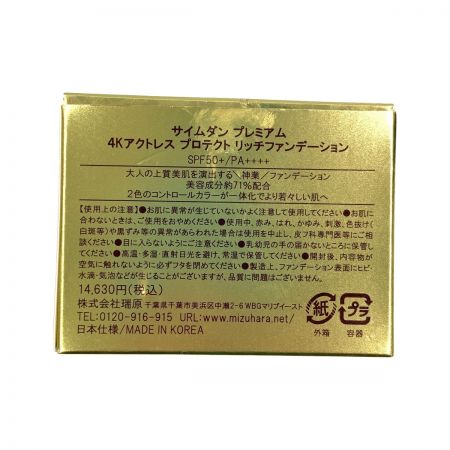 サイムダン プレミアム
4Kアクトレス プロテクト リッチファンデーション
SPF50+/PA++++
大人の上質美肌を演出する＼神業／ファンデーション
美容成分約71%配合
2色のコントロールカラーが一体化でより若々しい肌へ
【使用上の注意】●お肌に異常が生じていないかよく注意して使用してください●お肌に
合わないときは、使用をおやめください●使用中、赤み、はれ、かゆみ、刺激、色抜け(
白斑等)や黒ずみ等の異常があらわれた場合は使用を中止し、皮フ科専門医等にご相
談ください●目に入らないようにご注意ください●乳幼児の手の届かないところに保管し
てください●高温・多湿・直射日光を避け、常温で保管してください●開封後、内容物が
乾かないように必ずフタを閉めてください●製造上、ファンデーション表面にヒビ・
水滴・気泡などが生じることがございますが、品質には問題ございません。
14,630円(税込)
株式会社瑞原 千葉県千葉市美浜区中瀬2-6 WBGマリブイースト
TEL:0120-916-915 URL:www.mizuhara.net/
日本仕様/MADE IN KOREA
紙
外箱
プラ
容器